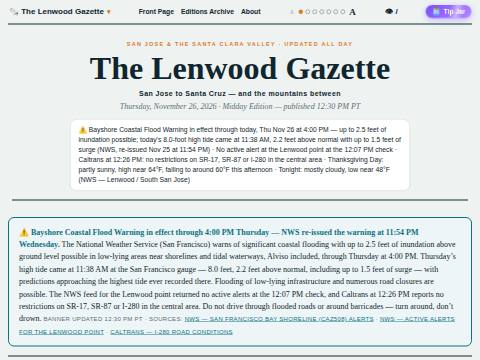 The Lenwood Gazette ▾ Front Page Editions Archive About A A 👁 / Tip Jar
SAN JOSE & THE SANTA CLARA VALLEY · UPDATED ALL DAY
The Lenwood Gazette
San Jose to Santa Cruz — and the mountains between
Thursday, November 26, 2026 · Midday Edition — published 12:30 PM PT
⚠️ Bayshore Coastal Flood Warning in effect through today, Thu Nov 26 at 4:00 PM — up to 2.5 feet of
inundation possible; today's 8.0-foot high tide came at 11:38 AM, 2.2 feet above normal with up to 1.5 feet of
surge (NWS, re-issued Nov 25 at 11:54 PM) · No active alert at the Lenwood point at the 12:07 PM check ·
Caltrans at 12:26 PM: no restrictions on SR-17, SR-87 or I-280 in the central area · Thanksgiving Day:
partly sunny, high near 64°F, falling to around 60°F this afternoon · Tonight: mostly cloudy, low near 48°F
(NWS — Lenwood / South San Jose)
⚠️ Bayshore Coastal Flood Warning in effect through 4:00 PM Thursday — NWS re-issued the warning at 11:54 PM
Wednesday. The National Weather Service (San Francisco) warns of significant coastal flooding with up to 2.5 feet of inundation above
ground level possible in low-lying areas near shorelines and tidal waterways, Alviso included, through Thursday at 4:00 PM. Thursday's
high tide came at 11:38 AM at the San Francisco gauge — 8.0 feet, 2.2 feet above normal, including up to 1.5 feet of surge — with
predictions approaching the highest tide ever recorded there. Flooding of low-lying infrastructure and numerous road closures are
possible. The NWS feed for the Lenwood point returned no active alerts at the 12:07 PM check, and Caltrans at 12:26 PM reports no
restrictions on SR-17, SR-87 or I-280 in the central area. Do not drive through flooded roads or around barricades — turn around, don't
drown. BANNER UPDATED 12:30 PM PT · SOURCES: NWS — SAN FRANCISCO BAY SHORELINE (CAZ508) ALERTS · NWS — ACTIVE ALERTS
FOR THE LENWOOD POINT · CALTRANS — I-280 ROAD CONDITIONS